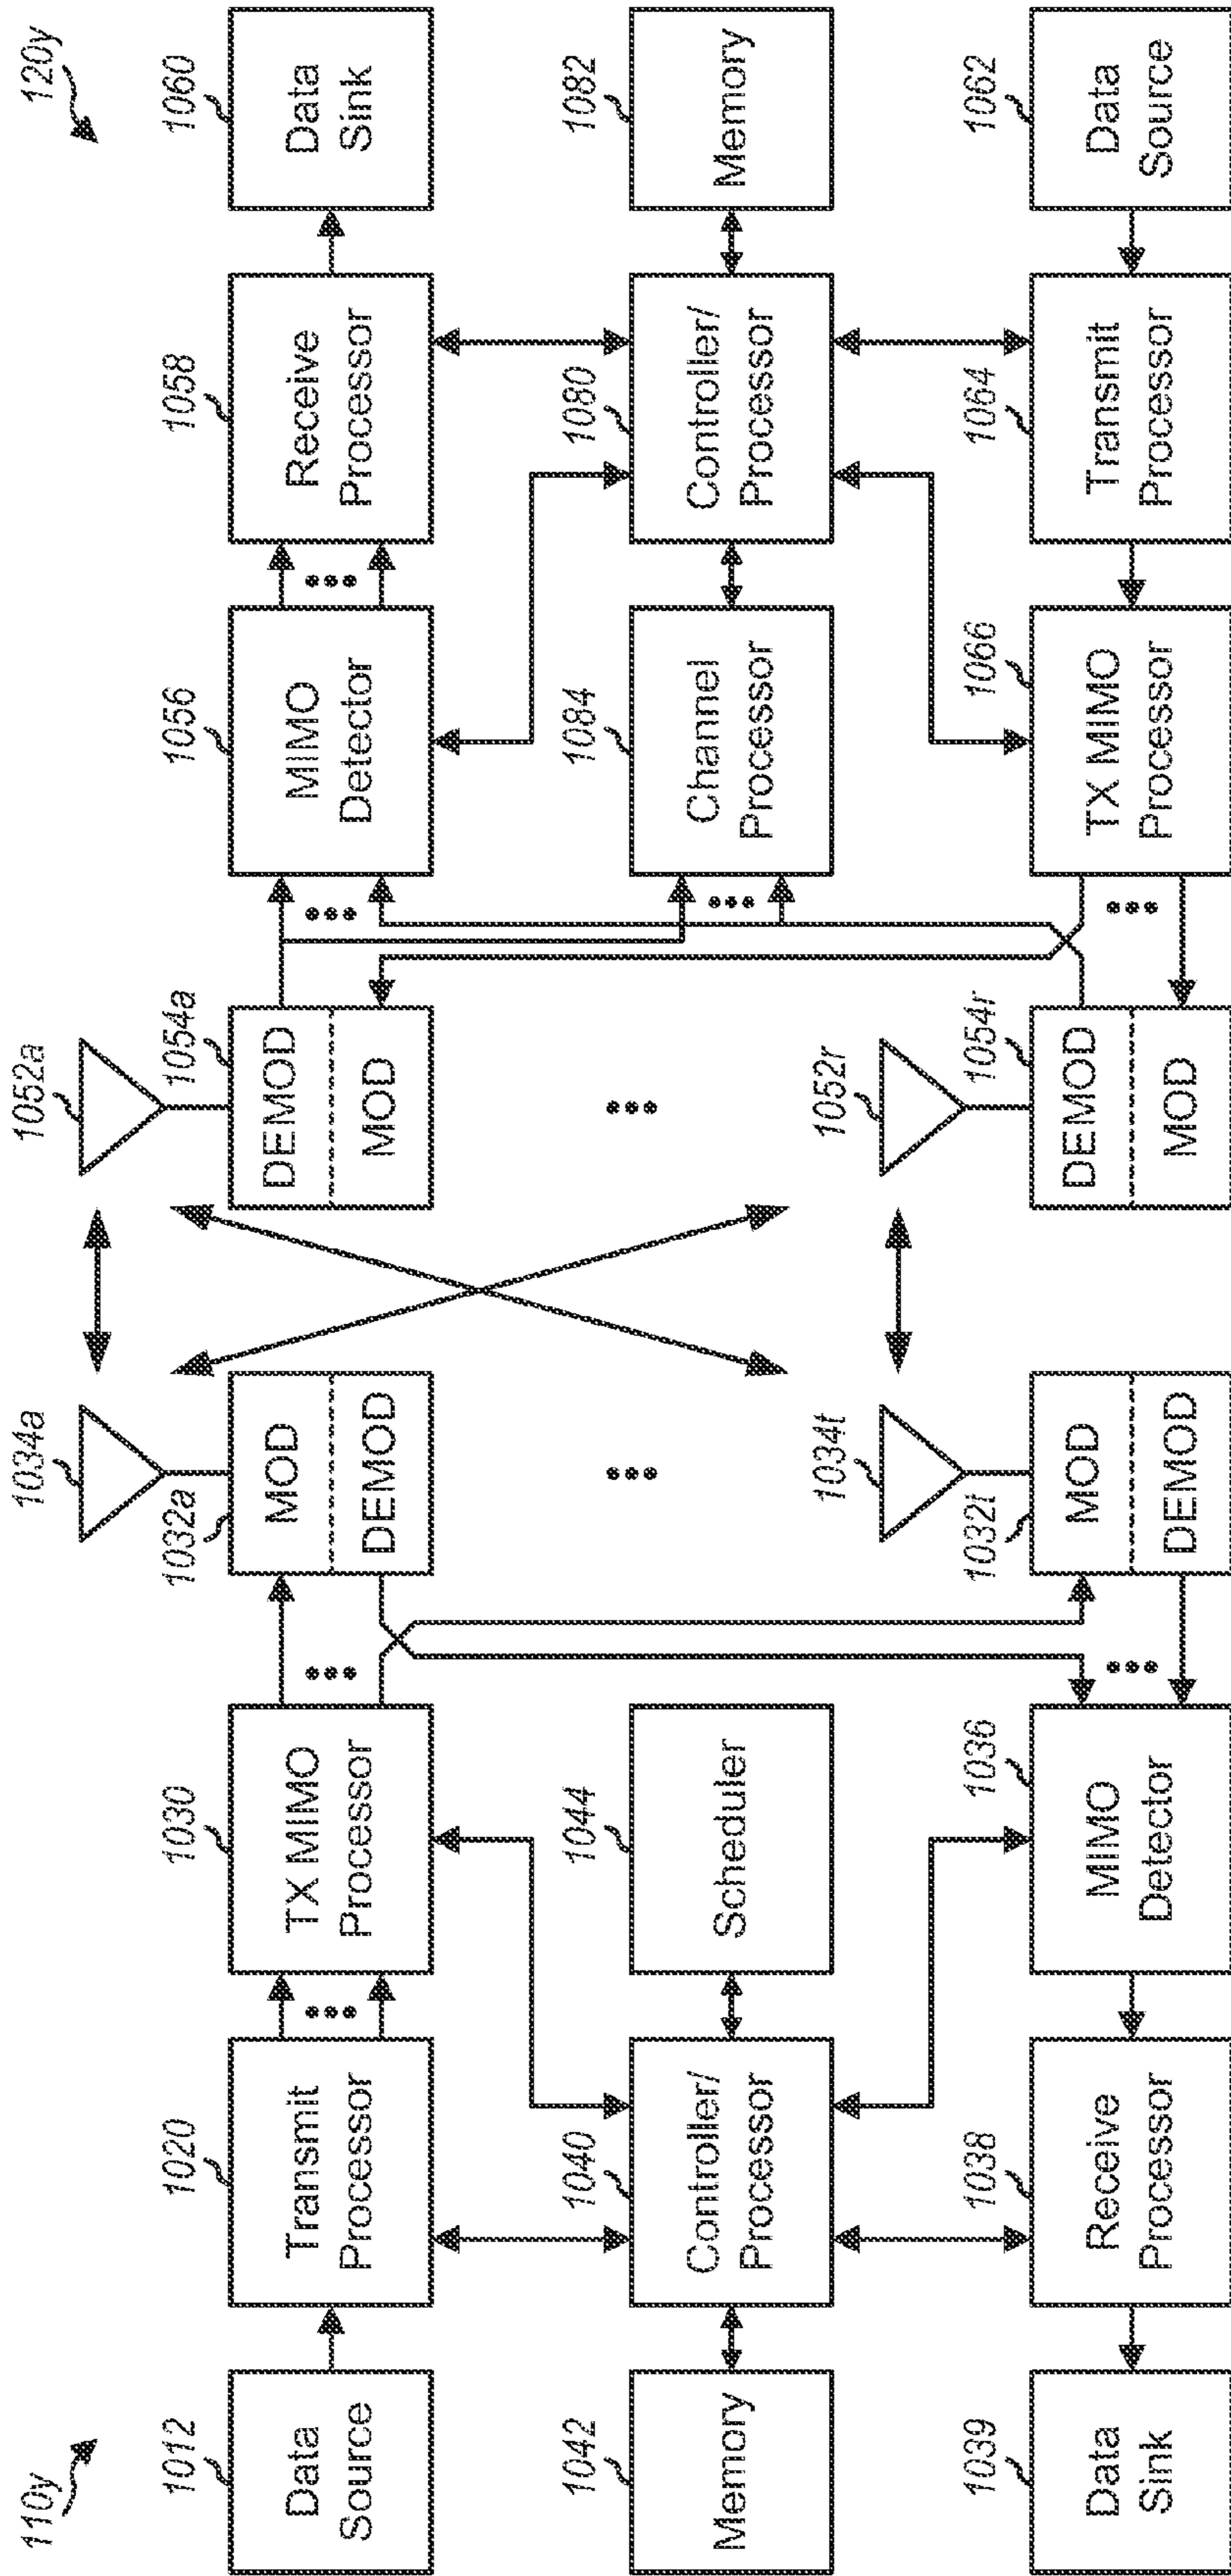 110y
120y
1012
Data
Source
1020
Transmit
Processor
1030
TX MIMO
Processor
1032a
MOD
DEMOD
1034a
1052a
1054a
DEMOD
MOD
1056
MIMO
Detector
1058
Receive
Processor
1060
Data
Sink
1042
Memory
1040
Controller/
Processor
1044
Scheduler
1084
Channel
Processor
1080
Controller/
Processor
1082
Memory
1039
Data
Sink
1038
Receive
Processor
1036
MIMO
Detector
1032t
MOD
DEMOD
1034t
1052r
1054r
DEMOD
MOD
1066
TX MIMO
Processor
1064
Transmit
Processor
1062
Data
Source